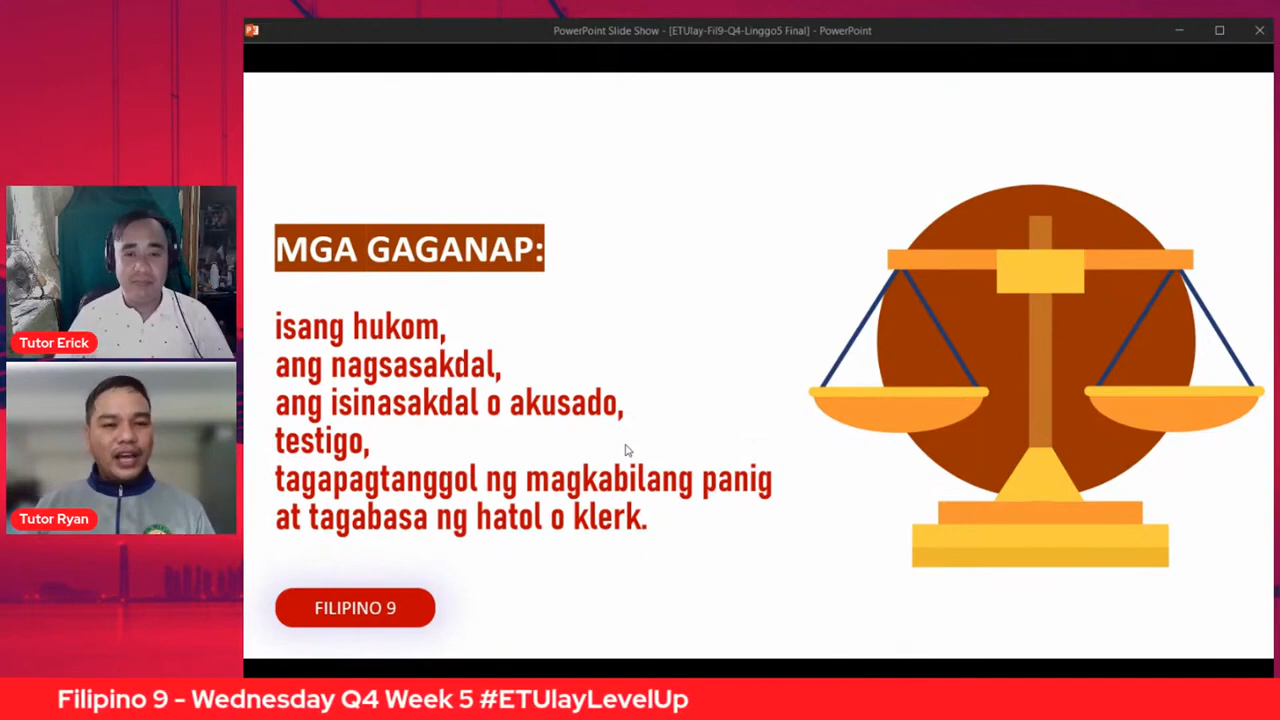 PowerPoint Slide Show - [ETUlay-Fil9-Q4-Linggo5 Final] - PowerPoint
MGA GAGANAP:
isang hukom,
ang nagsasakdal,
ang isinasakdal o akusado,
testigo,
tagapagtanggol ng magkabilang panig
at tagabasa ng hatol o klerk.
FILIPINO 9
Tutor Erick
Tutor Ryan
Filipino 9 - Wednesday Q4 Week 5 #ETUlayLevelUp